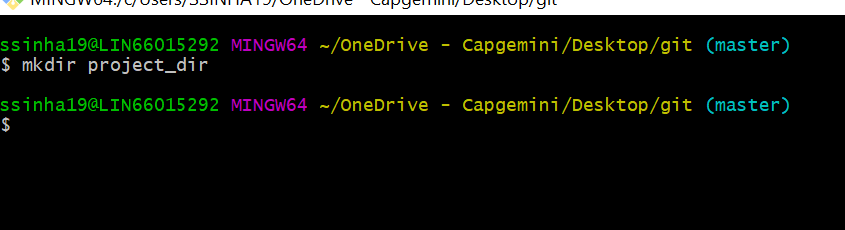 MINGW64:/c/Users/SSINHA19/OneDrive - Capgemini/Desktop/git
ssinha19@LIN66015292 MINGW64 ~/OneDrive - Capgemini/Desktop/git (master)
$ mkdir project_dir
ssinha19@LIN66015292 MINGW64 ~/OneDrive - Capgemini/Desktop/git (master)
$